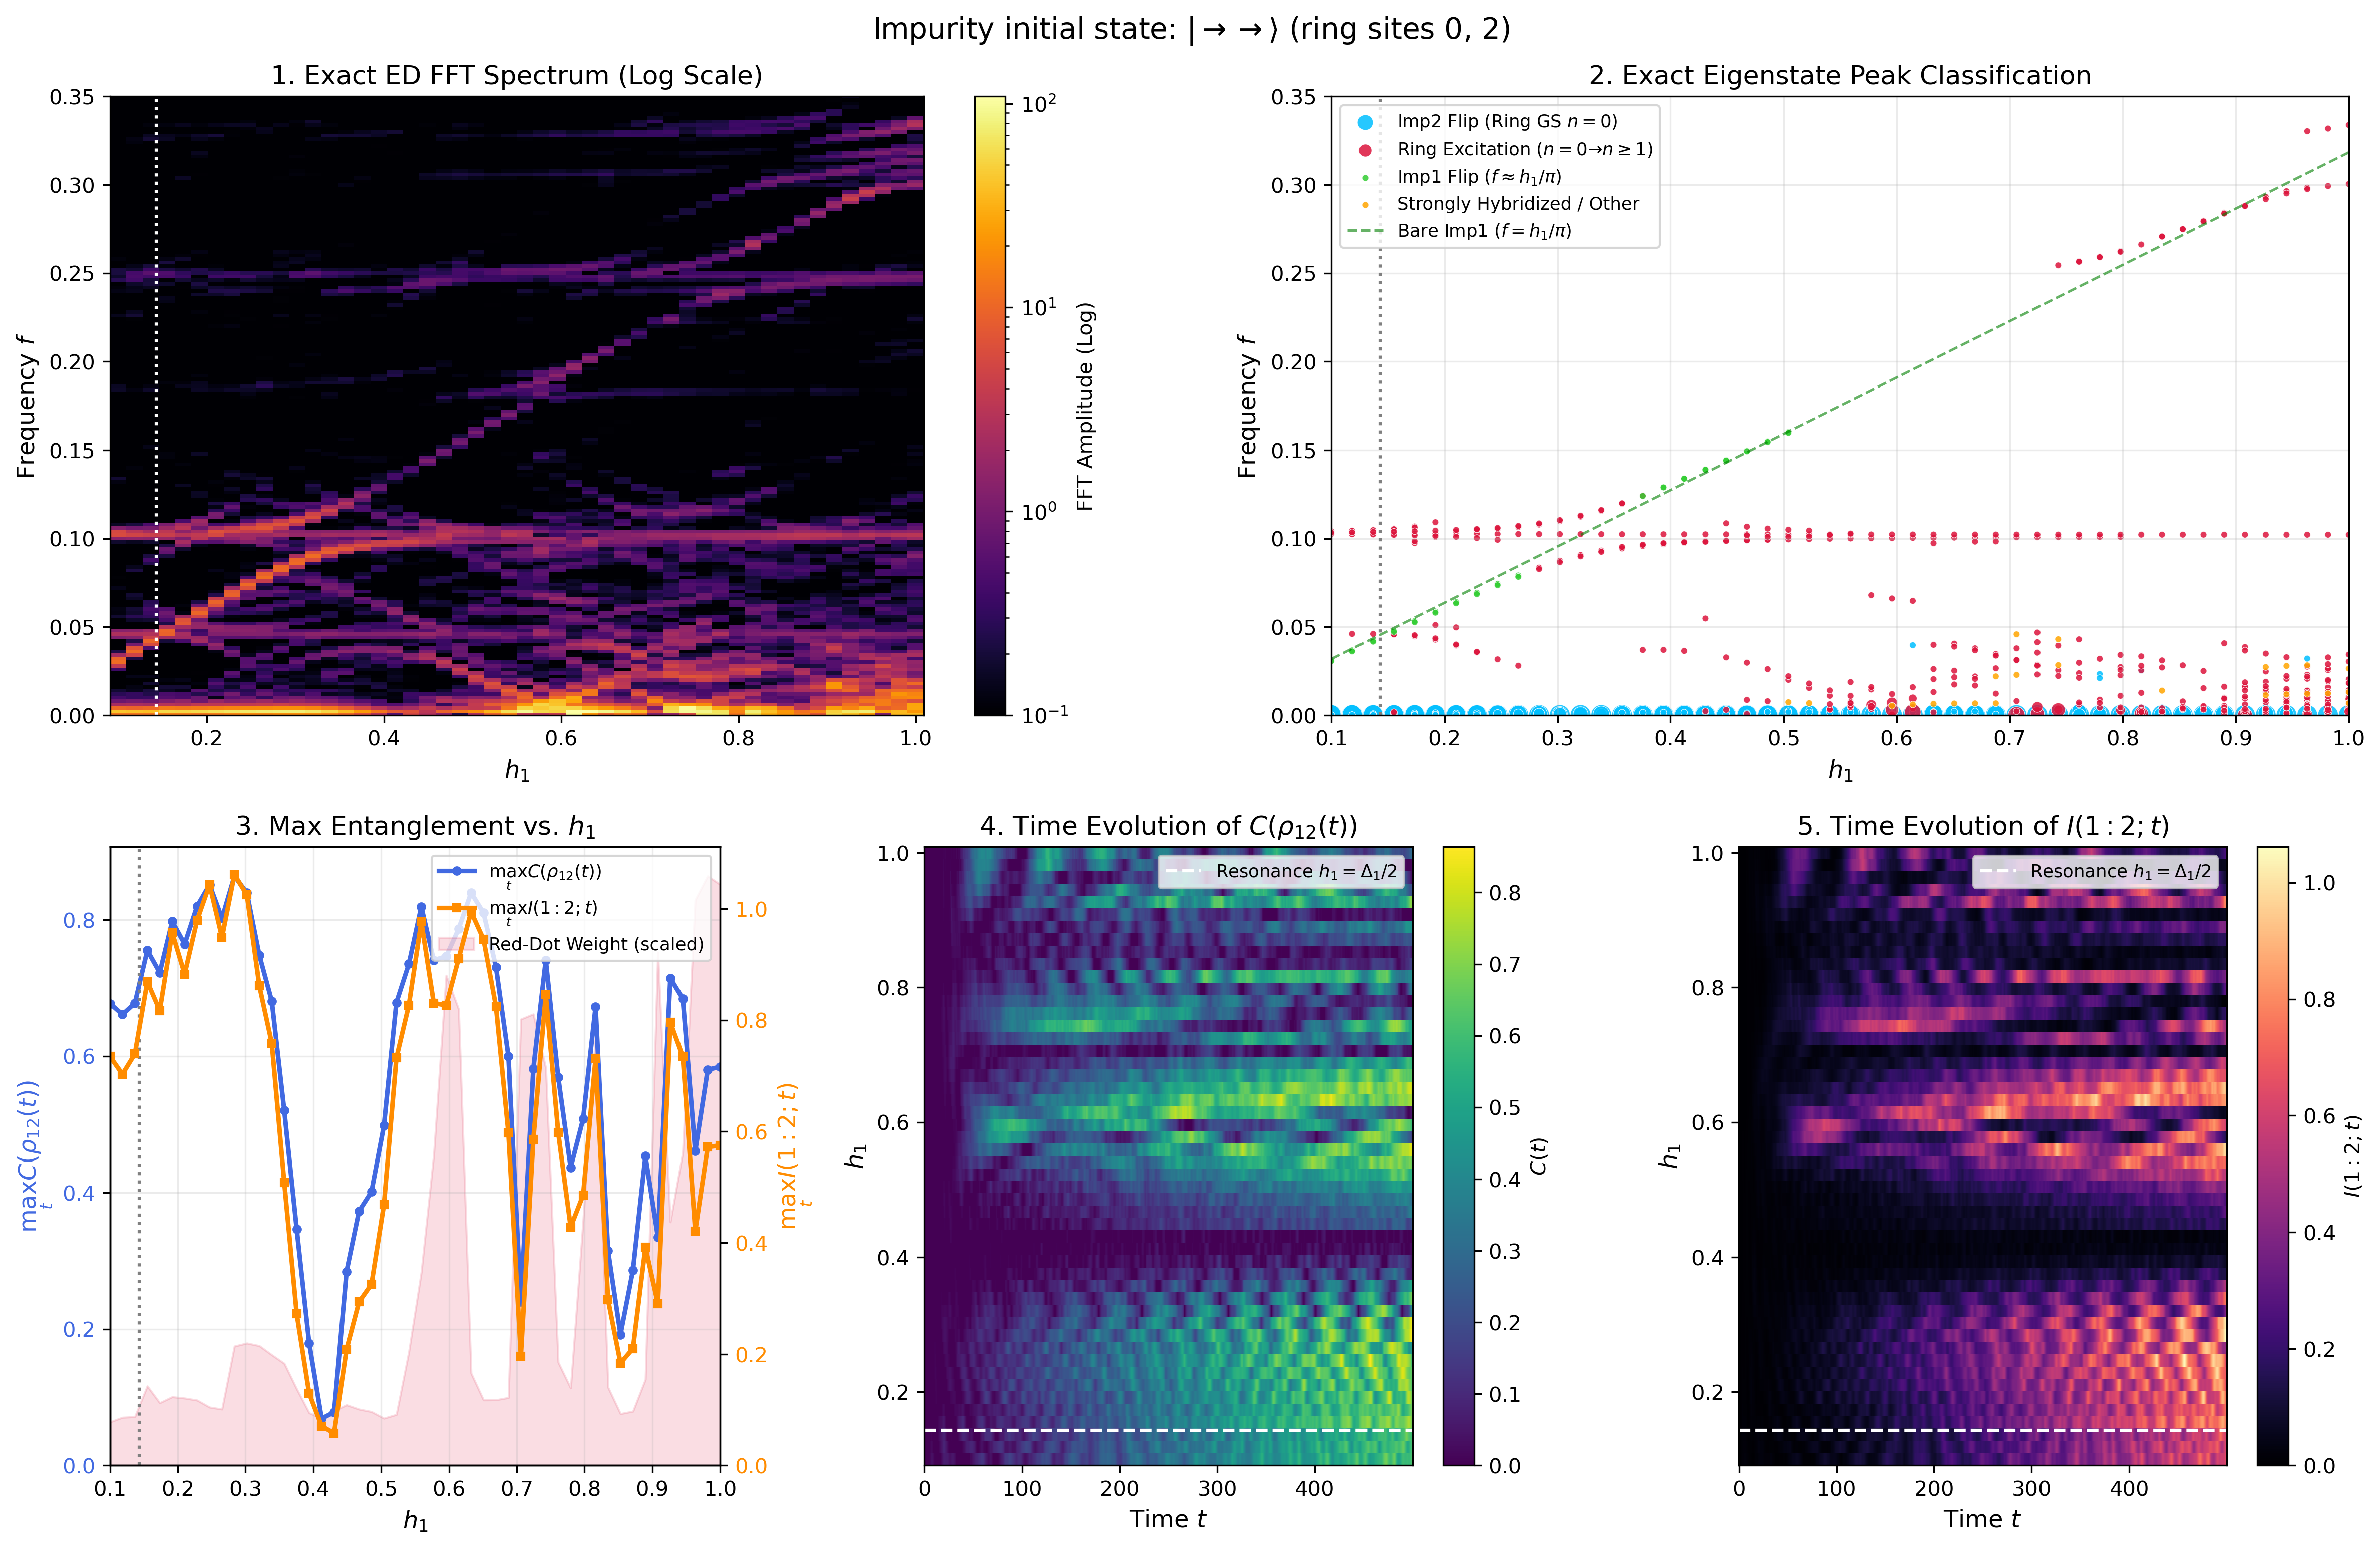 Impurity initial state: |→→⟩ (ring sites 0, 2)
1. Exact ED FFT Spectrum (Log Scale)
Frequency f
0.35
0.30
0.25
0.20
0.15
0.10
0.05
0.00
0.2
0.4
0.6
0.8
1.0
h₁
10²
10¹
10⁰
10⁻¹
FFT Amplitude (Log)
2. Exact Eigenstate Peak Classification
Frequency f
0.35
0.30
0.25
0.20
0.15
0.10
0.05
0.00
Imp2 Flip (Ring GS n = 0)
Ring Excitation (n = 0→n ≥ 1)
Imp1 Flip (f ≈ h₁/π)
Strongly Hybridized / Other
Bare Imp1 (f = h₁/π)
0.1
0.2
0.3
0.4
0.5
0.6
0.7
0.8
0.9
1.0
h₁
3. Max Entanglement vs. h₁
max C(ρ₁₂(t))
t
0.8
0.6
0.4
0.2
0.0
max C(ρ₁₂(t))
t
max I(1 : 2; t)
t
Red-Dot Weight (scaled)
0.1
0.2
0.3
0.4
0.5
0.6
0.7
0.8
0.9
1.0
h₁
1.0
0.8
0.6
0.4
0.2
0.0
max I(1 : 2; t)
t
4. Time Evolution of C(ρ₁₂(t))
h₁
1.0
0.8
0.6
0.4
0.2
Resonance h₁ = Δ₁/2
0
100
200
300
400
Time t
0.8
0.7
0.6
0.5
0.4
0.3
0.2
0.1
0.0
C(t)
5. Time Evolution of I(1 : 2; t)
h₁
1.0
0.8
0.6
0.4
0.2
Resonance h₁ = Δ₁/2
0
100
200
300
400
Time t
1.0
0.8
0.6
0.4
0.2
0.0
I(1 : 2; t)